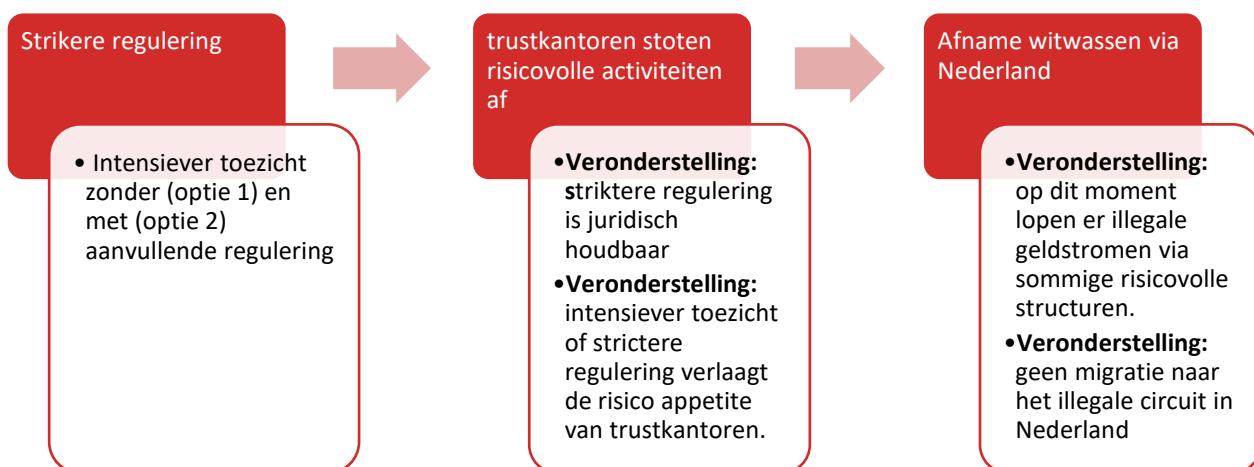 Strikere regulering
• Intensiever toezicht
zonder (optie 1) en
met (optie 2)
aanvullende regulering
trustkantoren stoten
risicovolle activiteiten
af
•Veronderstelling:
striktere regulering
is juridisch
houdbaar
•Veronderstelling:
intensiever toezicht
of strictere
regulering verlaagt
de risico appetite
van trustkantoren.
Afname witwassen via
Nederland
•Veronderstelling:
op dit moment
lopen er illegale
geldstromen via
sommige risicovolle
structuren.
•Veronderstelling:
geen migratie naar
het illegale circuit in
Nederland